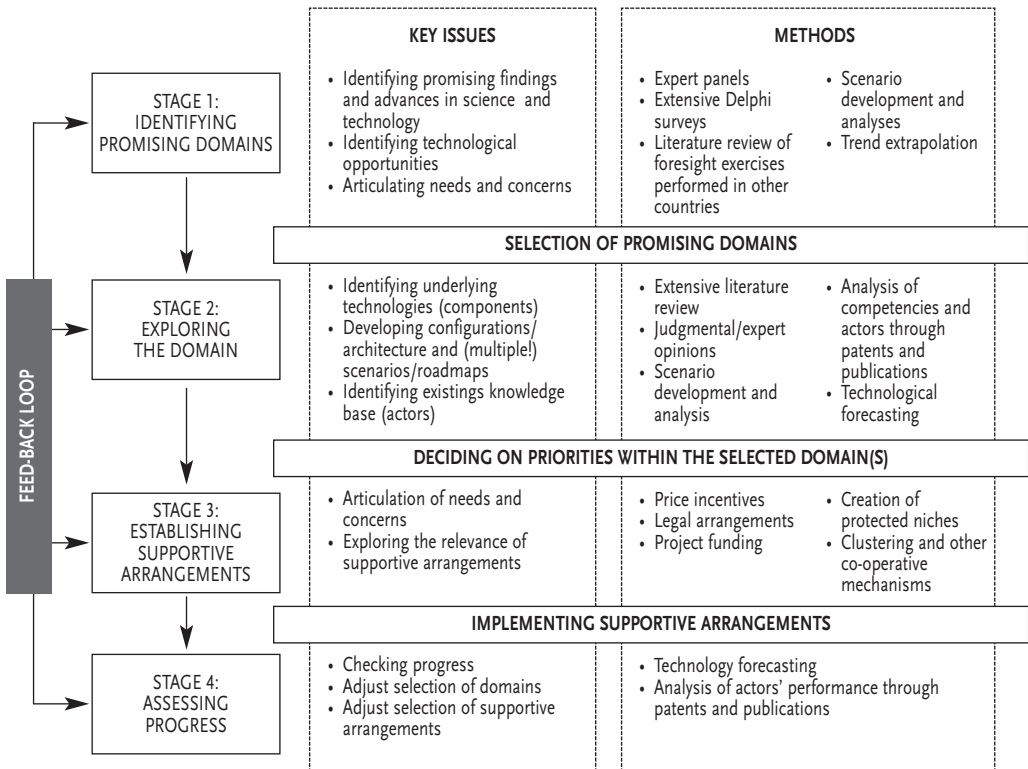 KEY ISSUES
METHODS
STAGE 1:
IDENTIFYING
PROMISING DOMAINS
• Identifying promising findings
and advances in science and
technology
• Identifying technological
opportunities
• Articulating needs and concerns
• Expert panels
• Extensive Delphi
surveys
• Literature review of
foresight exercises
performed in other
countries
• Scenario
development and
analyses
• Trend extrapolation
SELECTION OF PROMISING DOMAINS
FEED-BACK LOOP
STAGE 2:
EXPLORING
THE DOMAIN
• Identifying underlying
technologies (components)
• Developing configurations/
architecture and (multiple!)
scenarios/roadmaps
• Identifying existings knowledge
base (actors)
• Extensive literature
review
• Judgmental/expert
opinions
• Scenario
development and
analysis
• Analysis of
competencies and
actors through
patents and
publications
• Technological
forecasting
DECIDING ON PRIORITIES WITHIN THE SELECTED DOMAIN(S)
STAGE 3:
ESTABLISHING
SUPPORTIVE
ARRANGEMENTS
• Articulation of needs and
concerns
• Exploring the relevance of
supportive arrangements
• Price incentives
• Legal arrangements
• Project funding
• Creation of
protected niches
• Clustering and other
co-operative
mechanisms
IMPLEMENTING SUPPORTIVE ARRANGEMENTS
STAGE 4:
ASSESSING
PROGRESS
• Checking progress
• Adjust selection of domains
• Adjust selection of supportive
arrangements
• Technology forecasting
• Analysis of actors' performance through
patents and publications